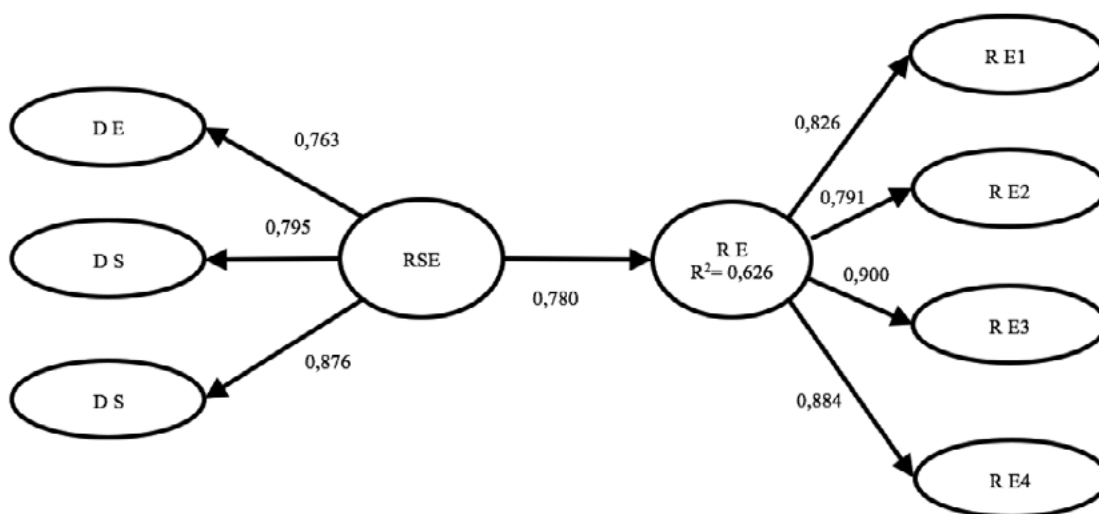 D E
0,763
D S
0,795
D S
0,876
RSE
0,780
R E
R²= 0,626
0,826
R E1
0,791
R E2
0,900
R E3
0,884
R E4